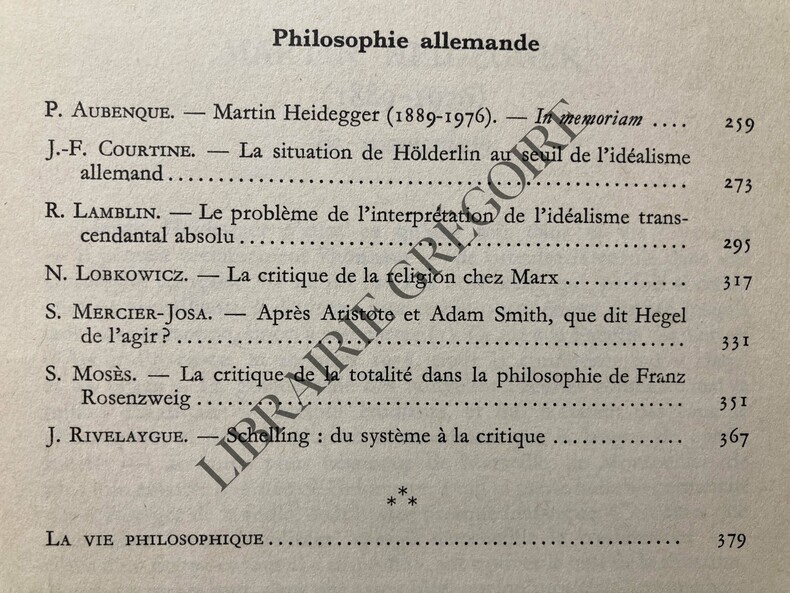 Philosophie allemande
P. AUBENQUE. — Martin Heidegger (1889-1976). — In memoriam .... 259
J.-F. COURTINE. — La situation de Hölderlin au seuil de l'idéalisme
allemand................................................ 273
R. LAMBLIN. — Le problème de l'interprétation de l'idéalisme trans-
cendantal absolu......................................... 295
N. LOBKOWICZ. — La critique de la religion chez Marx ............ 317
S. MERCIER-JOSA. — Après Aristote et Adam Smith, que dit Hegel
de l'agir?............................................... 331
S. MOSÈS. — La critique de la totalité dans la philosophie de Franz
Rosenzweig ............................................. 351
J. RIVELAYGUE. — Schelling : du système à la critique ............. 367
***
LA VIE PHILOSOPHIQUE........................................ 379
LIBRAIRIE GRÉGOIRE